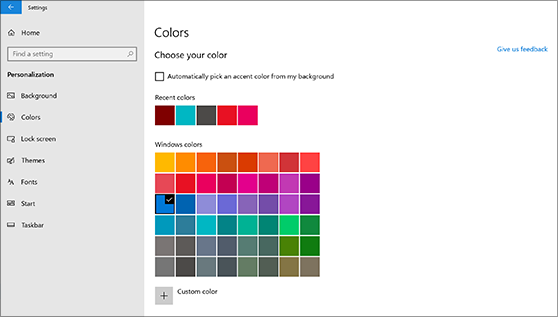 Settings
Home
Find a setting
Personalization
Background
Colors
Lock screen
Themes
Fonts
Start
Taskbar
Colors
Choose your color
Give us feedback
Automatically pick an accent color from my background
Recent colors
Windows colors
Custom color